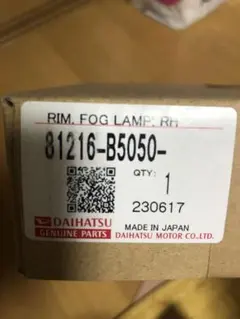 RIM, FOG LAMP, RH
81216-B5050-
QTY:
1
230617
MADE IN JAPAN
DAIHATSU
GENUINE PARTS
DAIHATSU MOTOR CO.,LTD.